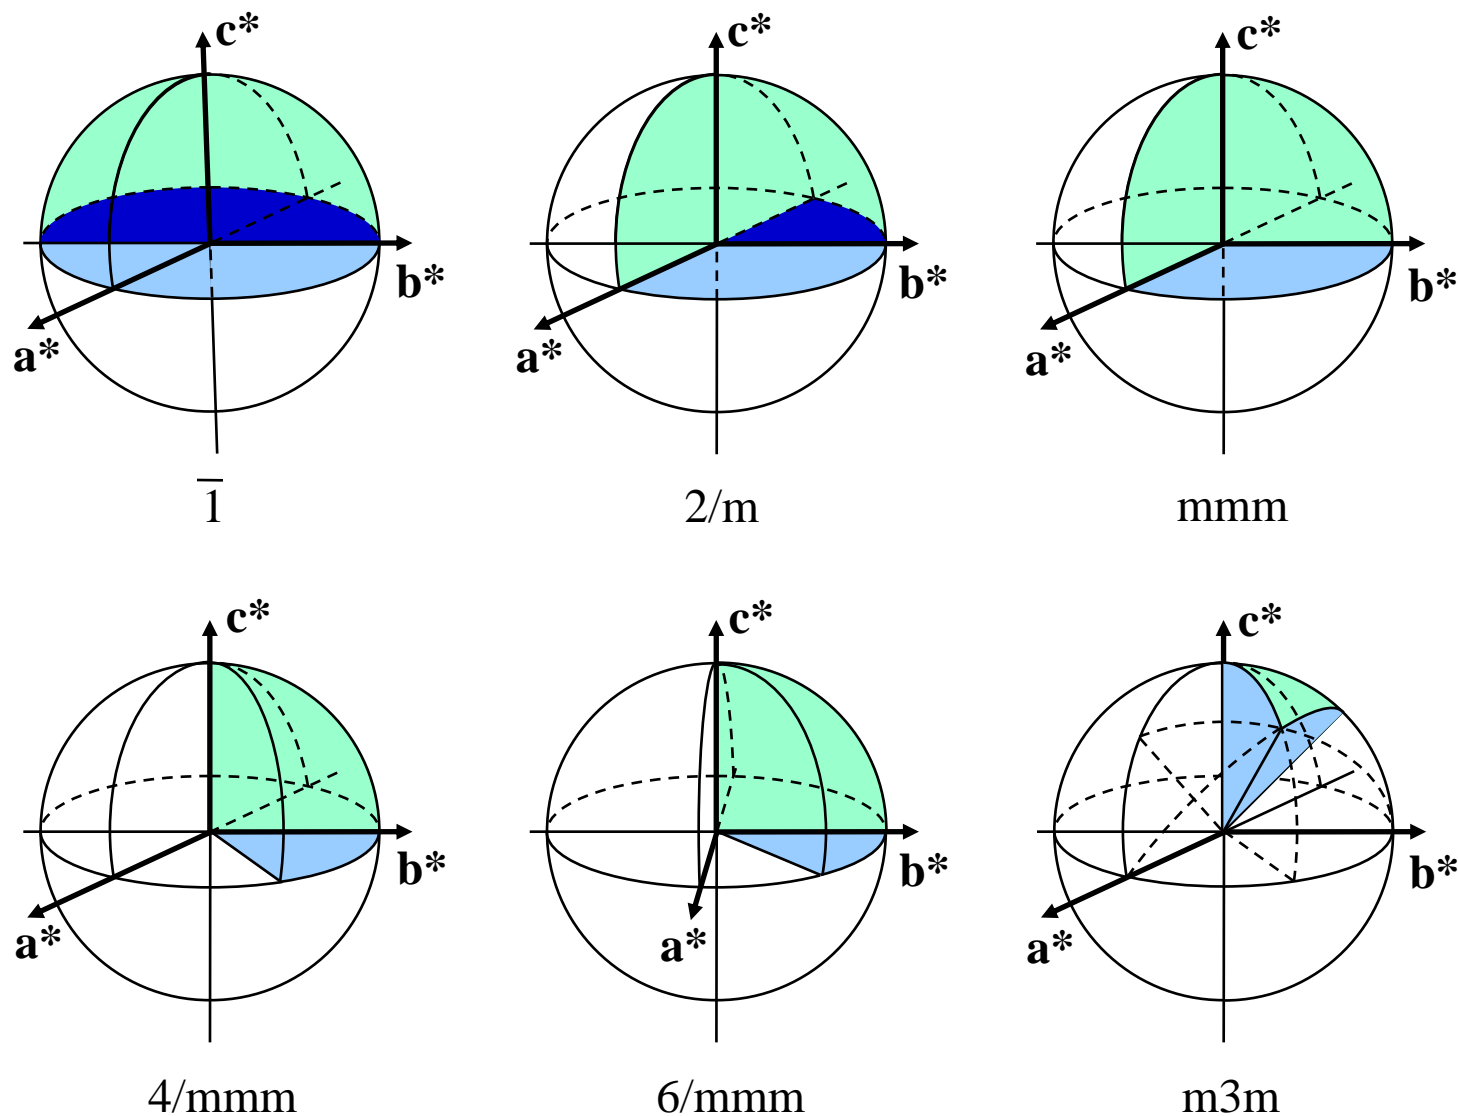 c* c* c*
b* b* b*
a* a* a*
1̅ 2/m mmm
c* c* c*
b* b* b*
a* a* a*
4/mmm 6/mmm m3m